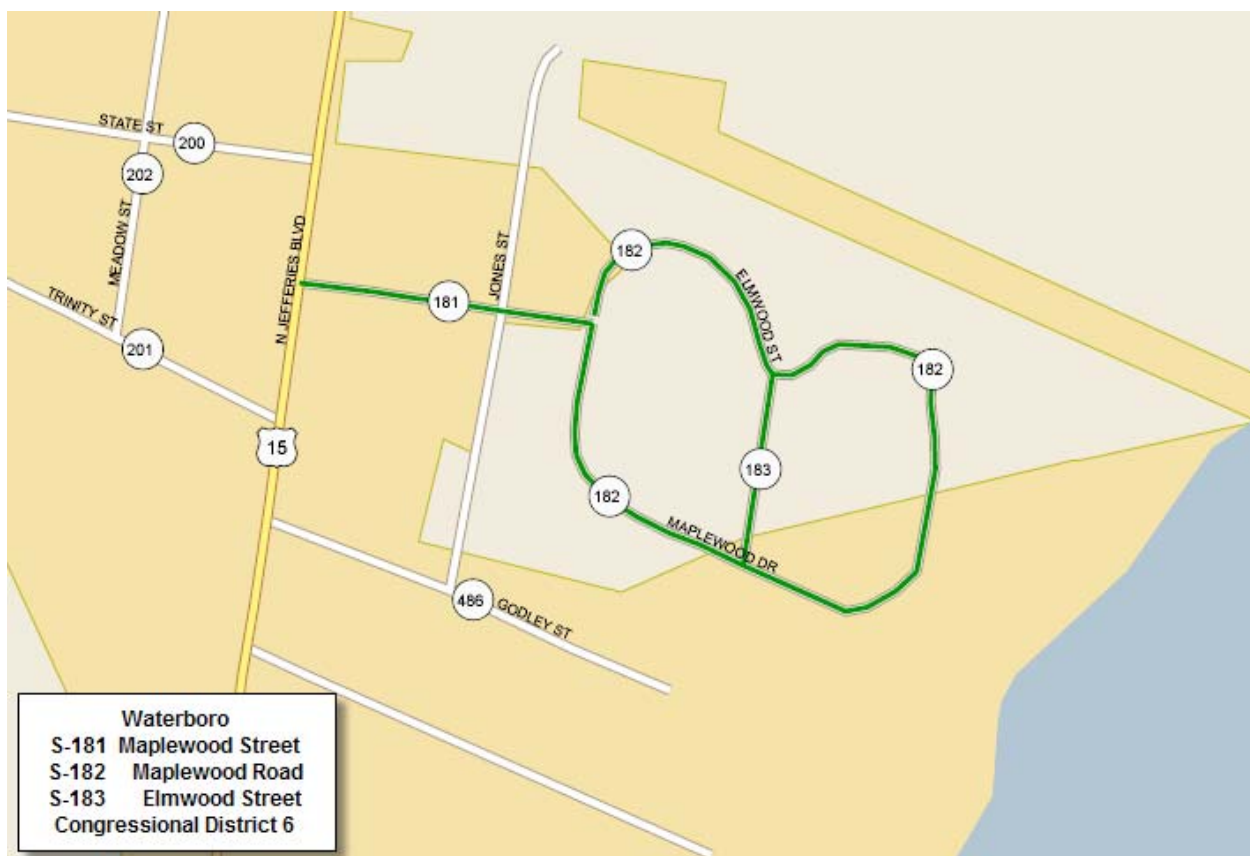 STATE ST
200
202
MEADOW ST
N JEFFERIES BLVD
JONES ST
182
ELMWOOD ST
TRINITY ST
181
201
182
15
183
182
MAPLEWOOD DR
486
GODLEY ST
Waterboro
S-181 Maplewood Street
S-182 Maplewood Road
S-183 Elmwood Street
Congressional District 6